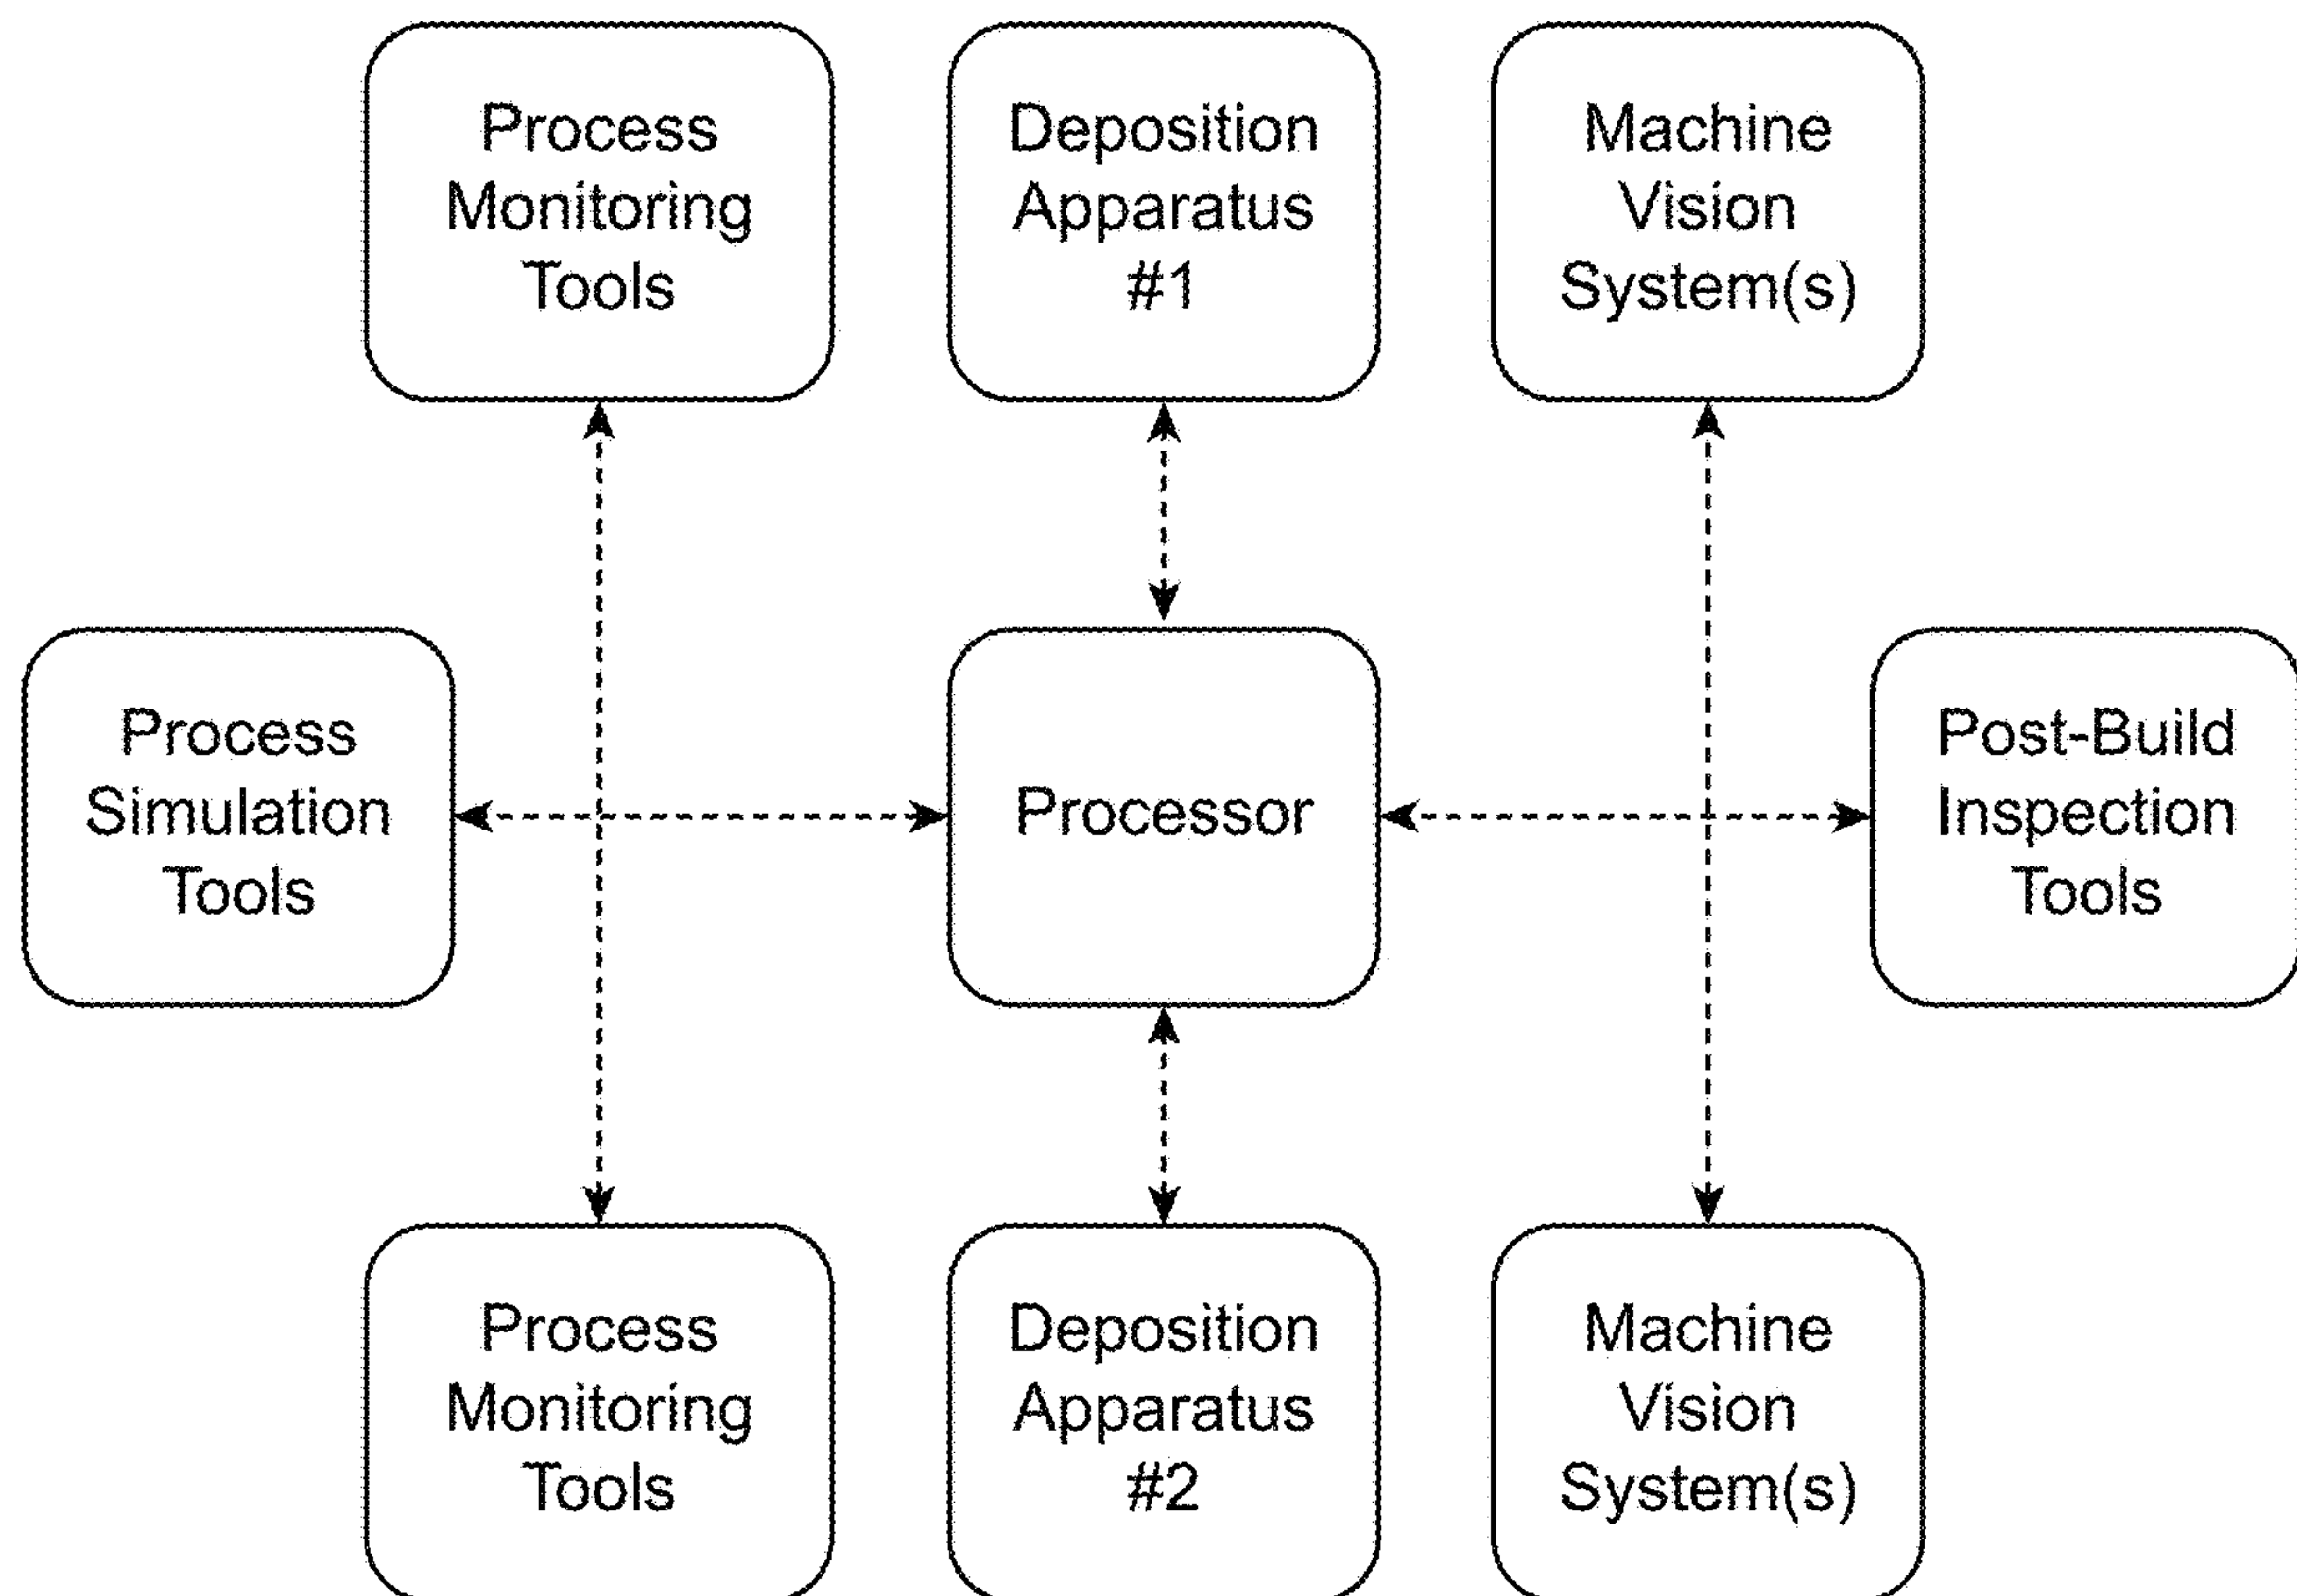 Process
Monitoring
Tools
Deposition
Apparatus
#1
Machine
Vision
System(s)
Process
Simulation
Tools
Processor
Post-Build
Inspection
Tools
Process
Monitoring
Tools
Deposition
Apparatus
#2
Machine
Vision
System(s)